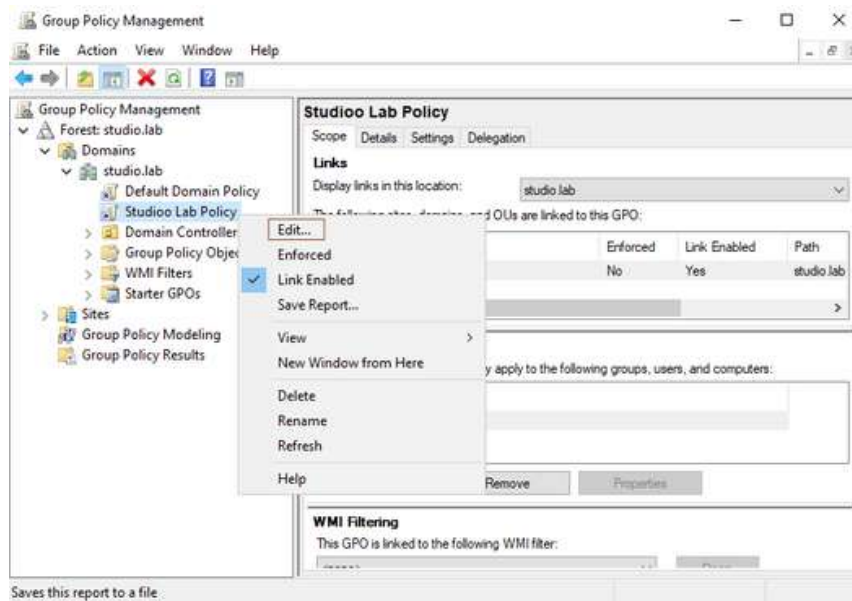 Group Policy Management
File Action View Window Help
Group Policy Management
Forest: studio.lab
Domains
studio.lab
Default Domain Policy
Studioo Lab Policy
Domain Controller
Group Policy Objec
WMI Filters
Starter GPOs
Sites
Group Policy Modeling
Group Policy Results
Edit...
Enforced
Link Enabled
Save Report...
View
New Window from Here
Delete
Rename
Refresh
Help
Studioo Lab Policy
Scope Details Settings Delegation
Links
Display links in this location: studio.lab
The following sites, domains, and OUs are linked to this GPO:
Enforced Link Enabled Path
No Yes studio.lab
y apply to the following groups, users, and computers:
Remove Properties
WMI Filtering
This GPO is linked to the following WMI filter:
Saves this report to a file